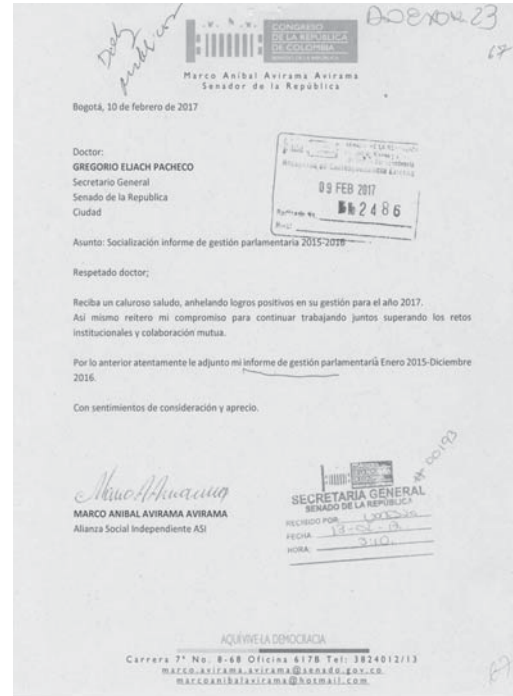 CONGRESO
DE LA REPÚBLICA
DE COLOMBIA
67
Marco Aníbal Avirama Avirama
Senador de la República
Bogotá, 10 de febrero de 2017
Doctor:
GREGORIO ELJACH PACHECO
Secretario General
Senado de la Republica
Ciudad
09 FEB 2017
2486
Asunto: Socialización informe de gestión parlamentaria 2015-2016
Respetado doctor;
Reciba un caluroso saludo, anhelando logros positivos en su gestión para el año 2017.
Así mismo reitero mi compromiso para continuar trabajando juntos superando los retos
institucionales y colaboración mutua.
Por lo anterior atentamente le adjunto mi informe de gestión parlamentaria Enero 2015-Diciembre
2016.
Con sentimientos de consideración y aprecio.
# 00193
SECRETARIA GENERAL
SENADO DE LA REPÚBLICA
RECIBIDO POR
FECHA
HORA: 3:10
MARCO ANIBAL AVIRAMA AVIRAMA
Alianza Social Independiente ASI
AQUÍ VIVE LA DEMOCRACIA
Carrera 7ª No. 8-68 Oficina 617B Tel: 3824012/13
marco.avirama.avirama@senado.gov.co
marcoanibalavirama@hotmail.com
67